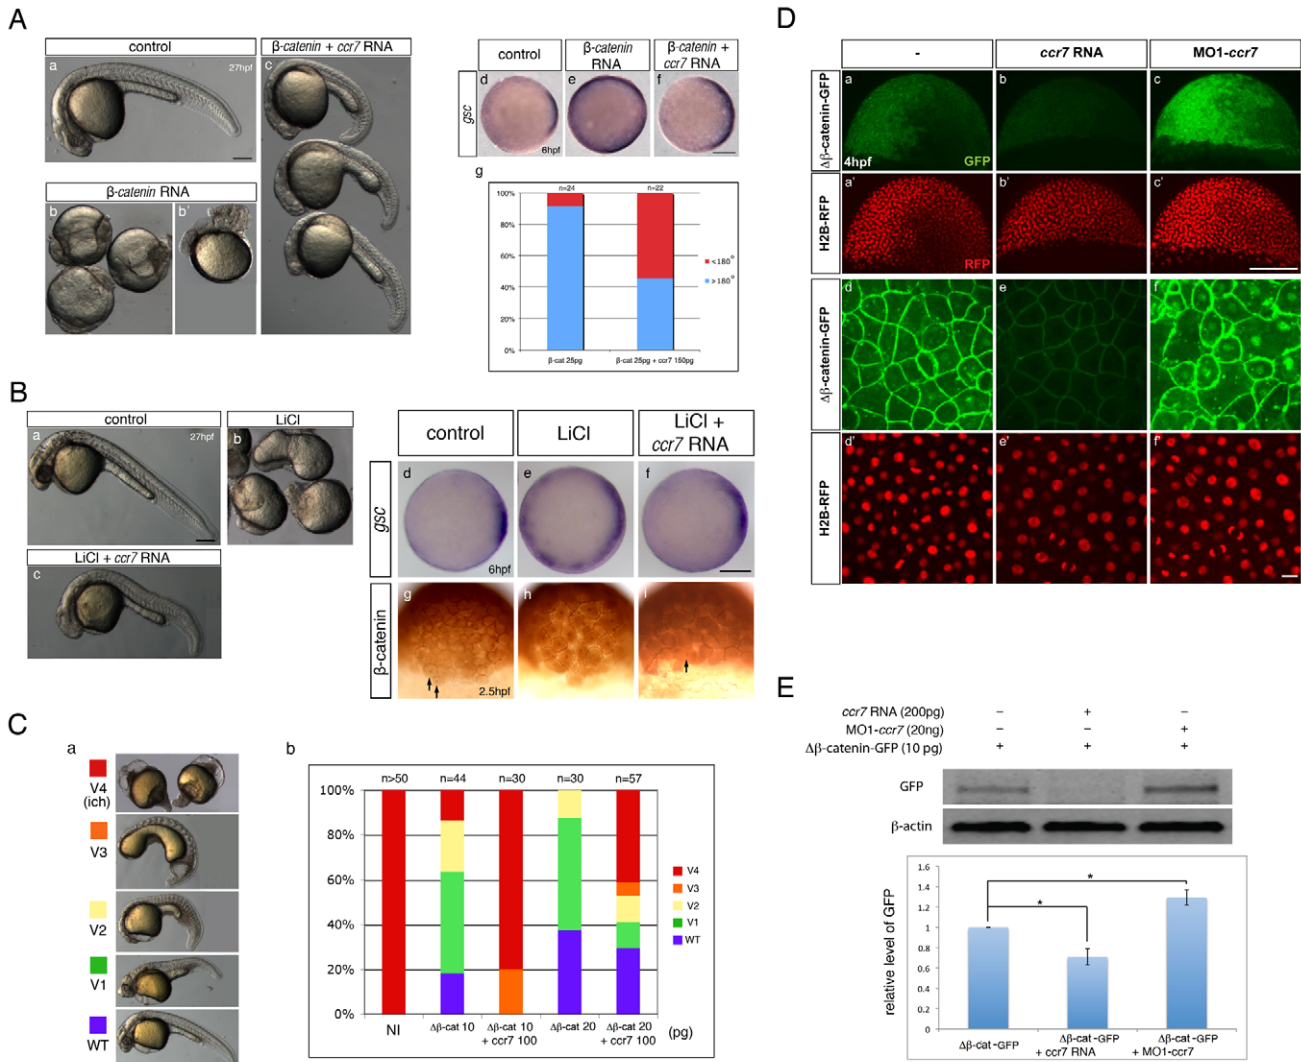 A
control
a
27hpf
β-catenin + ccr7 RNA
c
β-catenin RNA
b
b'
control
β-catenin RNA
β-catenin + ccr7 RNA
gsc
d
e
f
6hpf
g
n=24
n=22
100%
80%
60%
40%
20%
0%
<180°
>180°
β-cat 25pg
β-cat 25pg + ccr7 150pg
B
control
a
27hpf
LiCl
b
LiCl + ccr7 RNA
c
control
LiCl
LiCl + ccr7 RNA
gsc
d
e
f
6hpf
β-catenin
g
h
i
2.5hpf
C
a
V4 (ich)
V3
V2
V1
WT
b
n>50
n=44
n=30
n=30
n=57
100%
80%
60%
40%
20%
0%
V4
V3
V2
V1
WT
NI
Δβ-cat 10
Δβ-cat 10 + ccr7 100
Δβ-cat 20
Δβ-cat 20 + ccr7 100
(pg)
D
-
ccr7 RNA
MO1-ccr7
Δβ-catenin-GFP
a
b
c
4hpf
GFP
H2B-RFP
a'
b'
c'
RFP
Δβ-catenin-GFP
d
e
f
H2B-RFP
d'
e'
f'
E
ccr7 RNA (200pg) – + –
MO1-ccr7 (20ng) – – +
Δβ-catenin-GFP (10 pg) + + +
GFP
β-actin
relative level of GFP
1.6
1.4
1.2
1
0.8
0.6
0.4
0.2
0
*
*
Δβ-cat-GFP
Δβ-cat-GFP + ccr7 RNA
Δβ-cat-GFP + MO1-ccr7